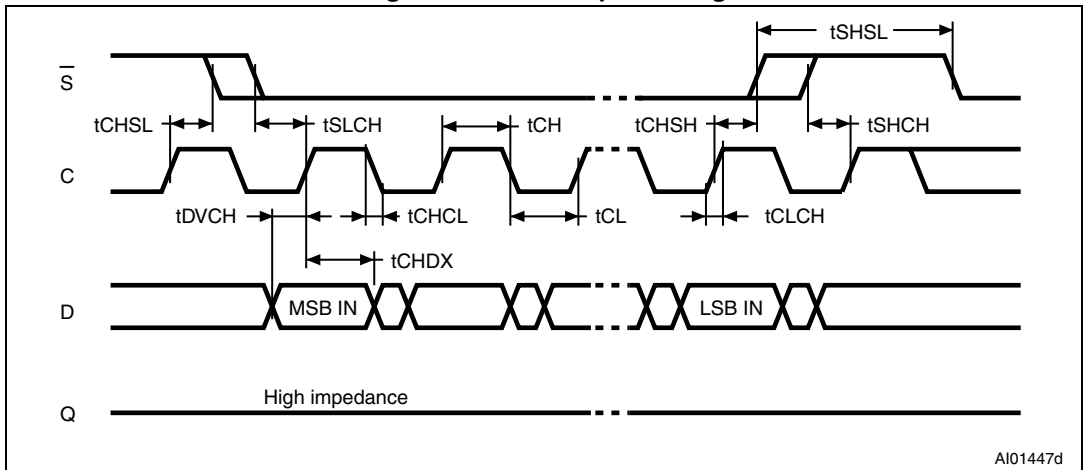 tSHSL
S
tCHSL
tSLCH
tCH
tCHSH
tSHCH
C
tDVCH
tCHCL
tCL
tCLCH
tCHDX
D
MSB IN
LSB IN
High impedance
Q
AI01447d